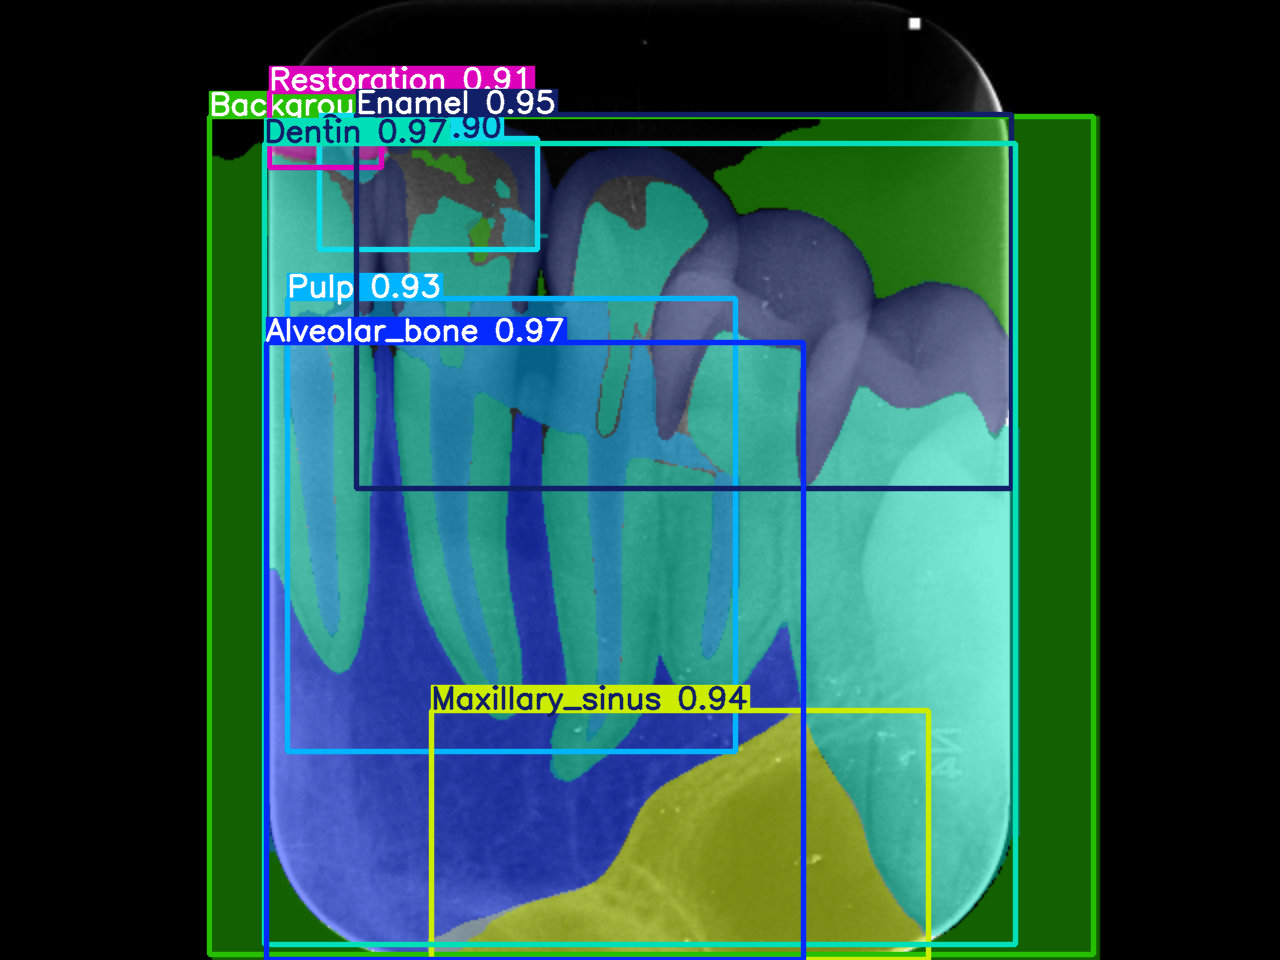 Restoration 0.91
Backgrou
Enamel 0.95
Dentin 0.97
.90
Pulp 0.93
Alveolar_bone 0.97
Maxillary_sinus 0.94